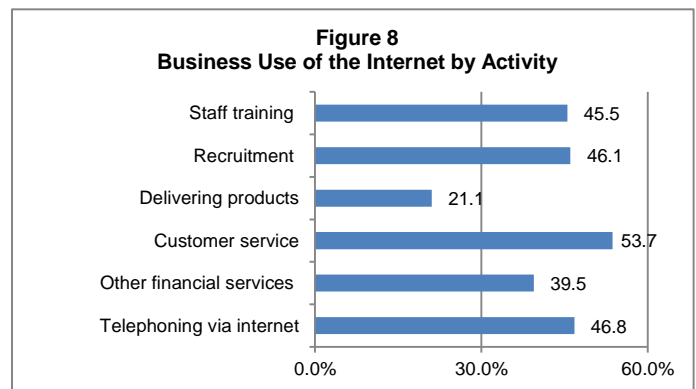 Figure 8
Business Use of the Internet by Activity
Staff training 45.5
Recruitment 46.1
Delivering products 21.1
Customer service 53.7
Other financial services 39.5
Telephoning via internet 46.8
0.0% 30.0% 60.0%